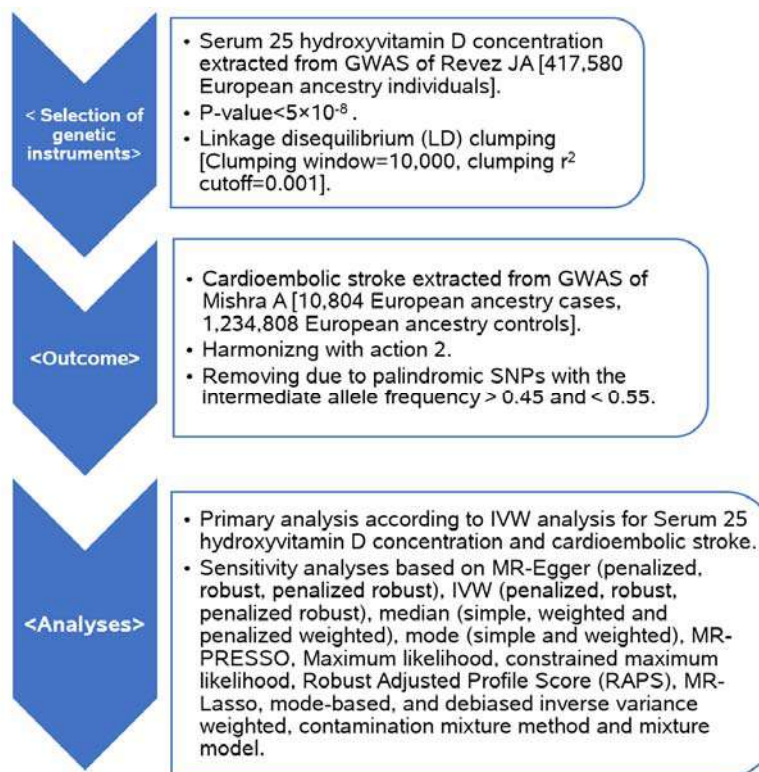 < Selection of
genetic
instruments>
• Serum 25 hydroxyvitamin D concentration
extracted from GWAS of Revez JA [417,580
European ancestry individuals].
• P-value<5×10⁻⁸ .
• Linkage disequilibrium (LD) clumping
[Clumping window=10,000, clumping r²
cutoff=0.001].
<Outcome>
• Cardioembolic stroke extracted from GWAS of
Mishra A [10,804 European ancestry cases,
1,234,808 European ancestry controls].
• Harmonizng with action 2.
• Removing due to palindromic SNPs with the
intermediate allele frequency > 0.45 and < 0.55.
<Analyses>
• Primary analysis according to IVW analysis for Serum 25
hydroxyvitamin D concentration and cardioembolic stroke.
• Sensitivity analyses based on MR-Egger (penalized,
robust, penalized robust), IVW (penalized, robust,
penalized robust), median (simple, weighted and
penalized weighted), mode (simple and weighted), MR-
PRESSO, Maximum likelihood, constrained maximum
likelihood, Robust Adjusted Profile Score (RAPS), MR-
Lasso, mode-based, and debiased inverse variance
weighted, contamination mixture method and mixture
model.